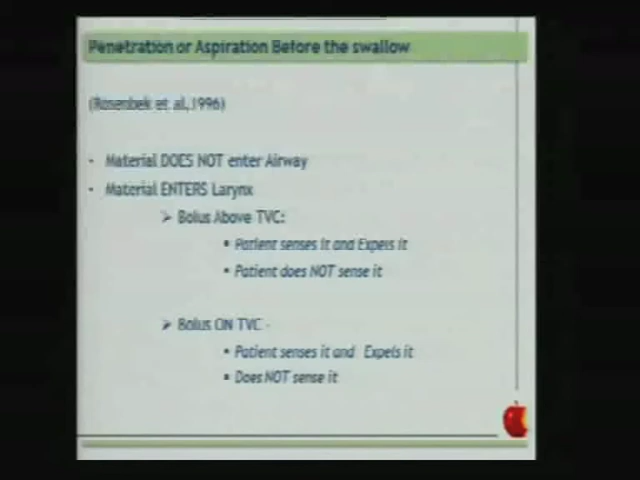 Penetration or Aspiration Before the swallow
(Rosenbek et al,1996)
• Material DOES NOT enter Airway
• Material ENTERS Larynx
➢ Bolus Above TVC:
▪ Patient senses it and Expels it
▪ Patient does NOT sense it
➢ Bolus ON TVC -
▪ Patient senses it and Expels it
▪ Does NOT sense it